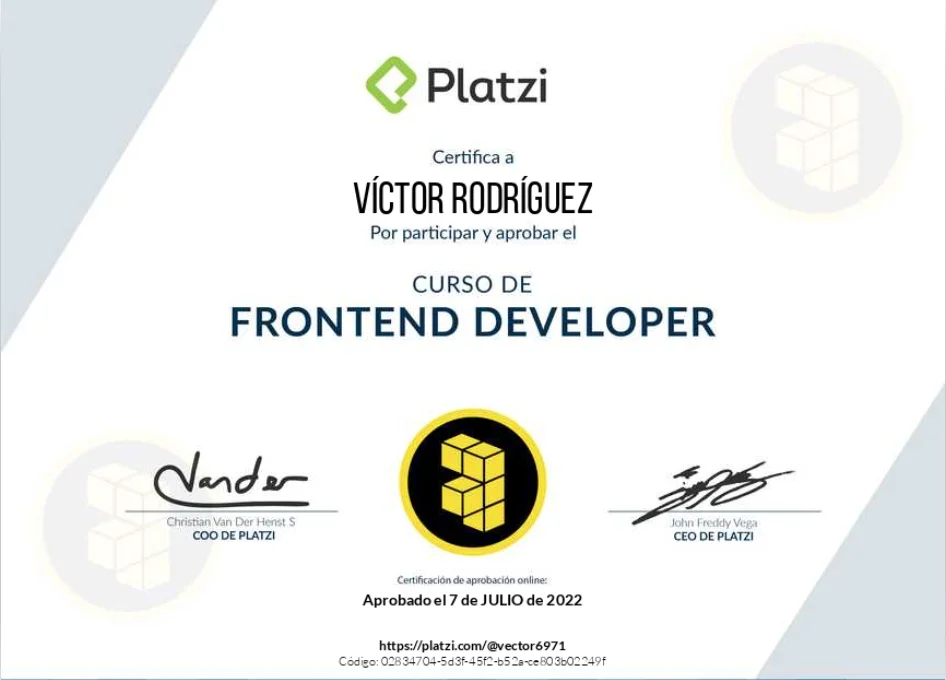 Platzi
Certifica a
VÍCTOR RODRÍGUEZ
Por participar y aprobar el
CURSO DE
FRONTEND DEVELOPER
Vander
Christian Van Der Henst S
COO DE PLATZI
John Freddy Vega
CEO DE PLATZI
Certificación de aprobación online:
Aprobado el 7 de JULIO de 2022
https://platzi.com/@vector6971
Código: 02834704-5d3f-45f2-b52a-ce803b02249f